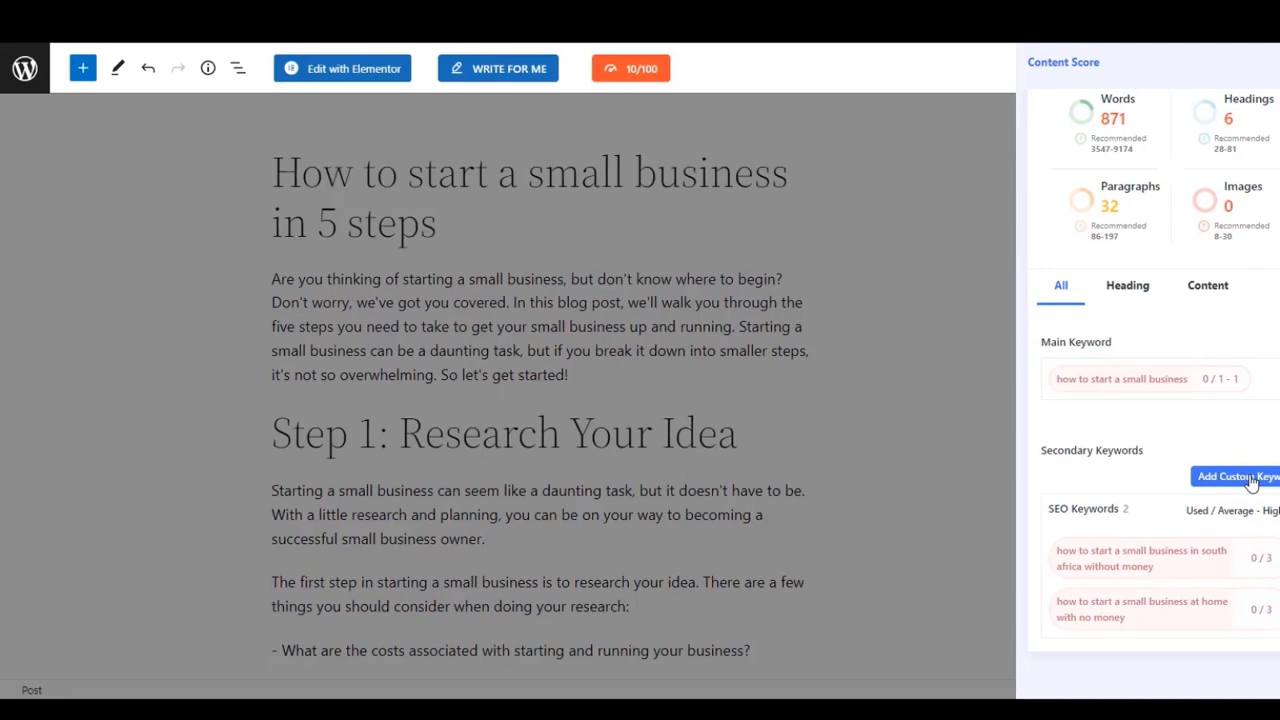 Edit with Elementor
WRITE FOR ME
10/100
How to start a small business
in 5 steps
Are you thinking of starting a small business, but don't know where to begin?
Don't worry, we've got you covered. In this blog post, we'll walk you through the
five steps you need to take to get your small business up and running. Starting a
small business can be a daunting task, but if you break it down into smaller steps,
it's not so overwhelming. So let's get started!
Step 1: Research Your Idea
Starting a small business can seem like a daunting task, but it doesn't have to be.
With a little research and planning, you can be on your way to becoming a
successful small business owner.
The first step in starting a small business is to research your idea. There are a few
things you should consider when doing your research:
- What are the costs associated with starting and running your business?
Post
Content Score
Words
871
Recommended
3547-9174
Headings
6
Recommended
28-81
Paragraphs
32
Recommended
86-197
Images
0
Recommended
8-30
All Heading Content
Main Keyword
how to start a small business 0 / 1 - 1
Secondary Keywords
Add Custom Keyw
SEO Keywords 2
Used / Average - High
how to start a small business in south
africa without money
0 / 3
how to start a small business at home
with no money
0 / 3